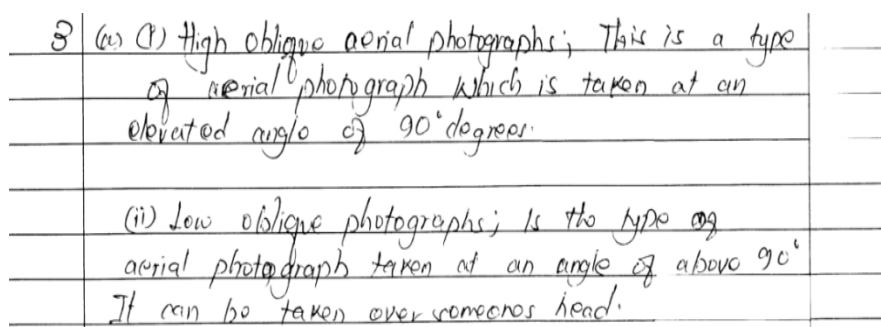 3 (a) (i) High oblique aerial photographs; This is a type
of aerial photograph which is taken at an
elevated angle of 90° degrees.
(ii) Low oblique photographs; Is the type of
aerial photograph taken at an angle of above 90°
It can be taken over someones head.